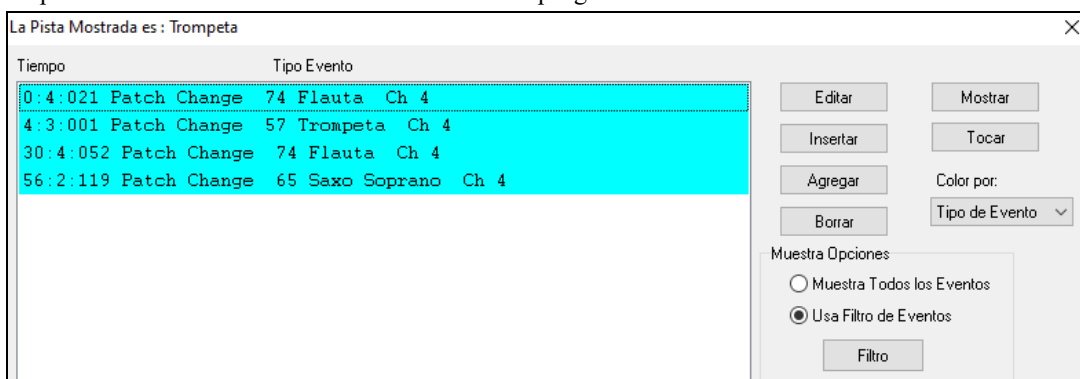 La Pista Mostrada es : Trompeta
Tiempo Tipo Evento
0:4:021 Patch Change 74 Flauta Ch 4
4:3:001 Patch Change 57 Trompeta Ch 4
30:4:052 Patch Change 74 Flauta Ch 4
56:2:119 Patch Change 65 Saxo Soprano Ch 4
Editar Mostrar
Insertar Tocar
Agregar Color por:
Borrar Tipo de Evento
Muestra Opciones
Muestra Todos los Eventos
Usa Filtro de Eventos
Filtro